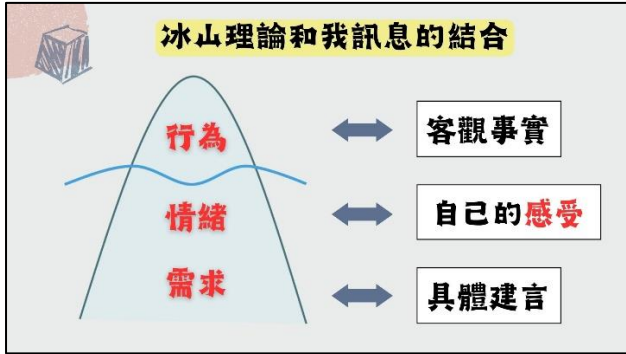 冰山理論和我訊息的結合
行為
客觀事實
情緒
自己的感受
需求
具體建言